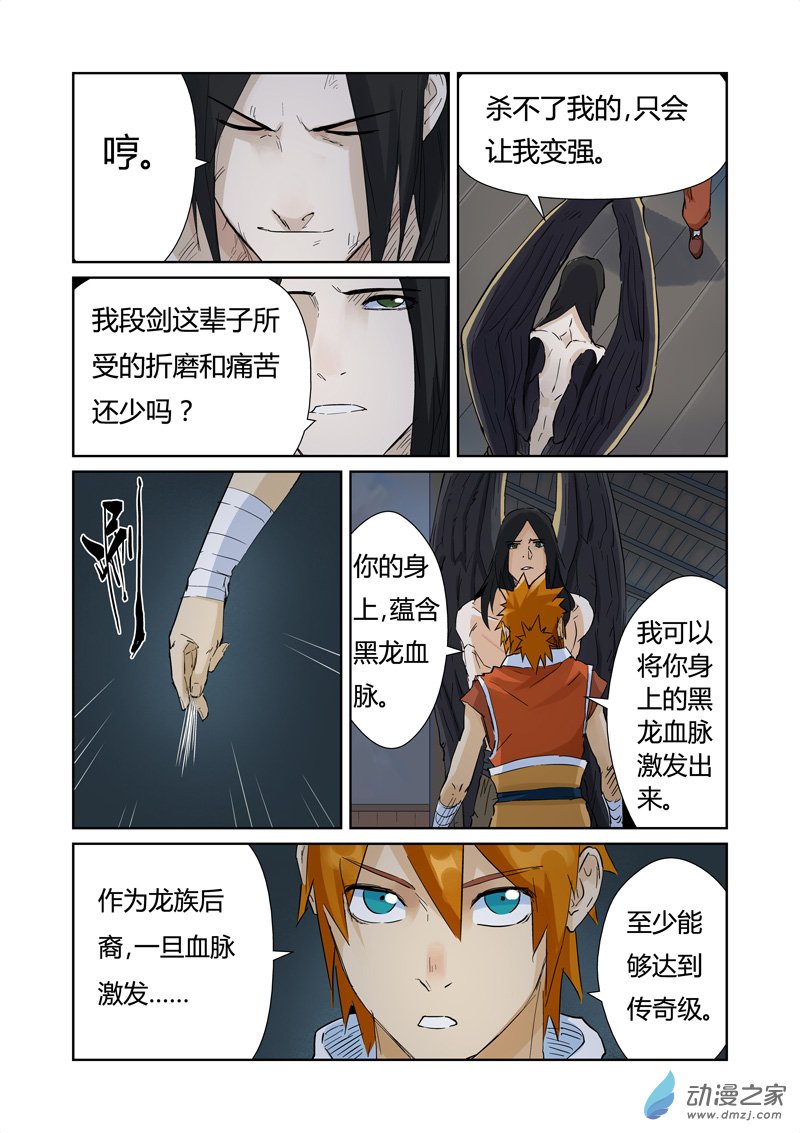 哼。
杀不了我的,只会
让我变强。
我段剑这辈子所
受的折磨和痛苦
还少吗？
刷
你的身
上,蕴含
黑龙血
脉。
我可以
将你身
上的黑
龙血脉
激发出
来。
作为龙族后
裔,一旦血脉
激发……
至少能
够达到
传奇级。
动漫之家
www.dmzj.com